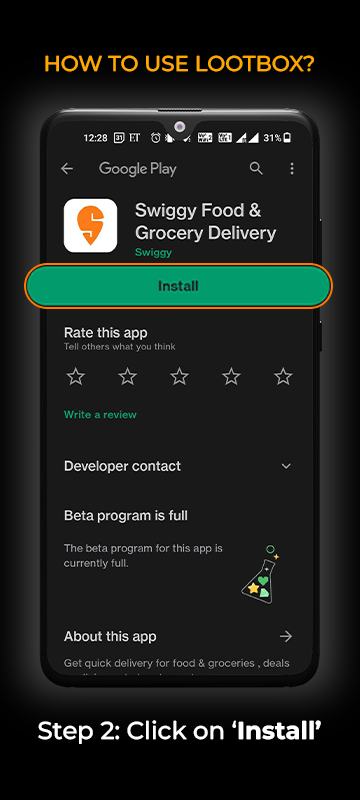 HOW TO USE LOOTBOX?
12:28 31 ET 31%
Google Play
Swiggy Food &
Grocery Delivery
Swiggy
Install
Rate this app
Tell others what you think
Write a review
Developer contact
Beta program is full
The beta program for this app is
currently full.
About this app
Get quick delivery for food & groceries , deals
Step 2: Click on ‘Install’